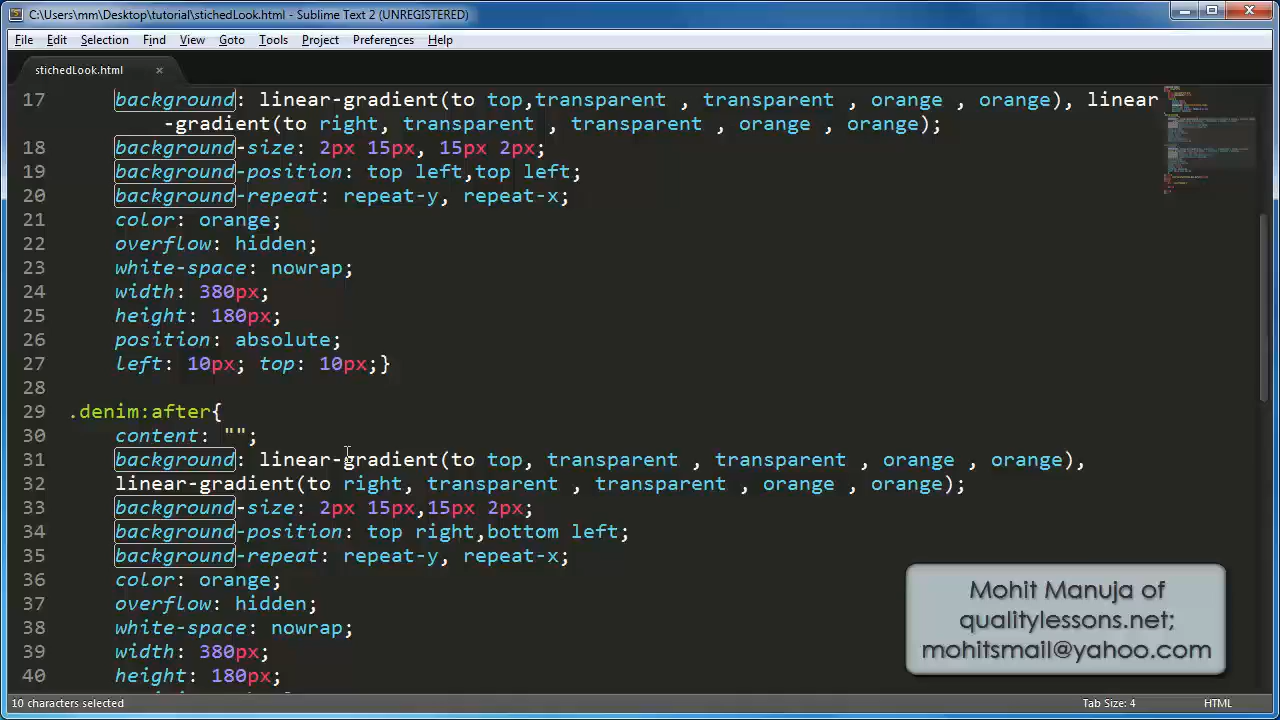 C:\Users\mm\Desktop\tutorial\stichedLook.html - Sublime Text 2 (UNREGISTERED)
File Edit Selection Find View Goto Tools Project Preferences Help
stichedLook.html ×
17 background: linear-gradient(to top,transparent , transparent , orange , orange), linear
-gradient(to right, transparent , transparent , orange , orange);
18 background-size: 2px 15px, 15px 2px;
19 background-position: top left,top left;
20 background-repeat: repeat-y, repeat-x;
21 color: orange;
22 overflow: hidden;
23 white-space: nowrap;
24 width: 380px;
25 height: 180px;
26 position: absolute;
27 left: 10px; top: 10px;}
28
29 .denim:after{
30 content: "";
31 background: linear-gradient(to top, transparent , transparent , orange , orange),
32 linear-gradient(to right, transparent , transparent , orange , orange);
33 background-size: 2px 15px,15px 2px;
34 background-position: top right,bottom left;
35 background-repeat: repeat-y, repeat-x;
36 color: orange;
37 overflow: hidden;
38 white-space: nowrap;
39 width: 380px;
40 height: 180px;
Mohit Manuja of
qualitylessons.net;
mohitsmail@yahoo.com
10 characters selected Tab Size: 4 HTML